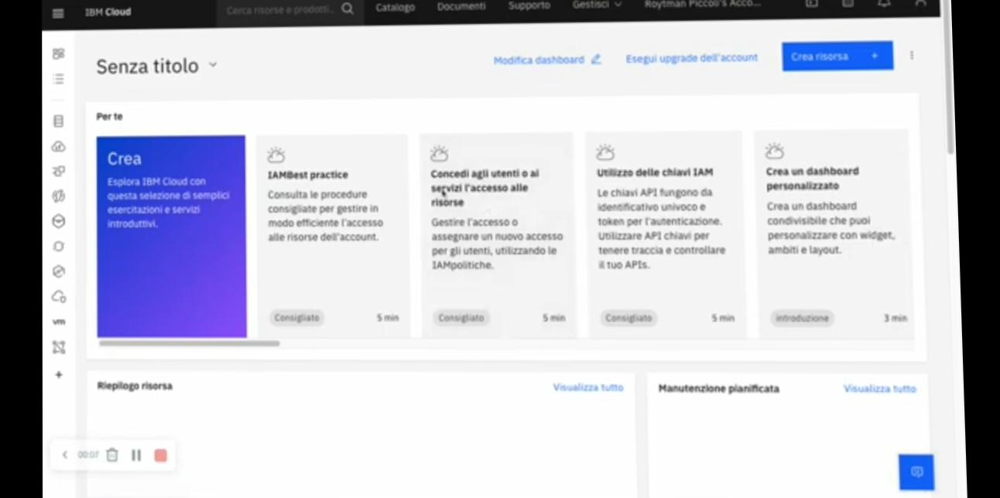 IBM Cloud
Cerca risorse e prodotti..
Catalogo
Documenti
Supporto
Gestisci
Roytman Piccoli's Acco...
Senza titolo
Modifica dashboard
Esegui upgrade dell'account
Crea risorsa +
Per te
Crea
Esplora IBM Cloud con
questa selezione di semplici
esercitazioni e servizi
introduttivi.
IAMBest practice
Consulta le procedure
consigliate per gestire in
modo efficiente l'accesso
alle risorse dell'account.
Consigliato
5 min
Concedi agli utenti o ai
servizi l'accesso alle
risorse
Gestire l'accesso o
assegnare un nuovo accesso
per gli utenti, utilizzando le
IAMpolitiche.
Consigliato
5 min
Utilizzo delle chiavi IAM
Le chiavi API fungono da
identificativo univoco e
token per l'autenticazione.
Utilizzare API chiavi per
tenere traccia e controllare
il tuo APIs.
Consigliato
5 min
Crea un dashboard
personalizzato
Crea un dashboard
condivisibile che puoi
personalizzare con widget,
ambiti e layout.
introduzione
3 min
vm
Riepilogo risorsa
Visualizza tutto
Manutenzione pianificata
Visualizza tutto
00:07